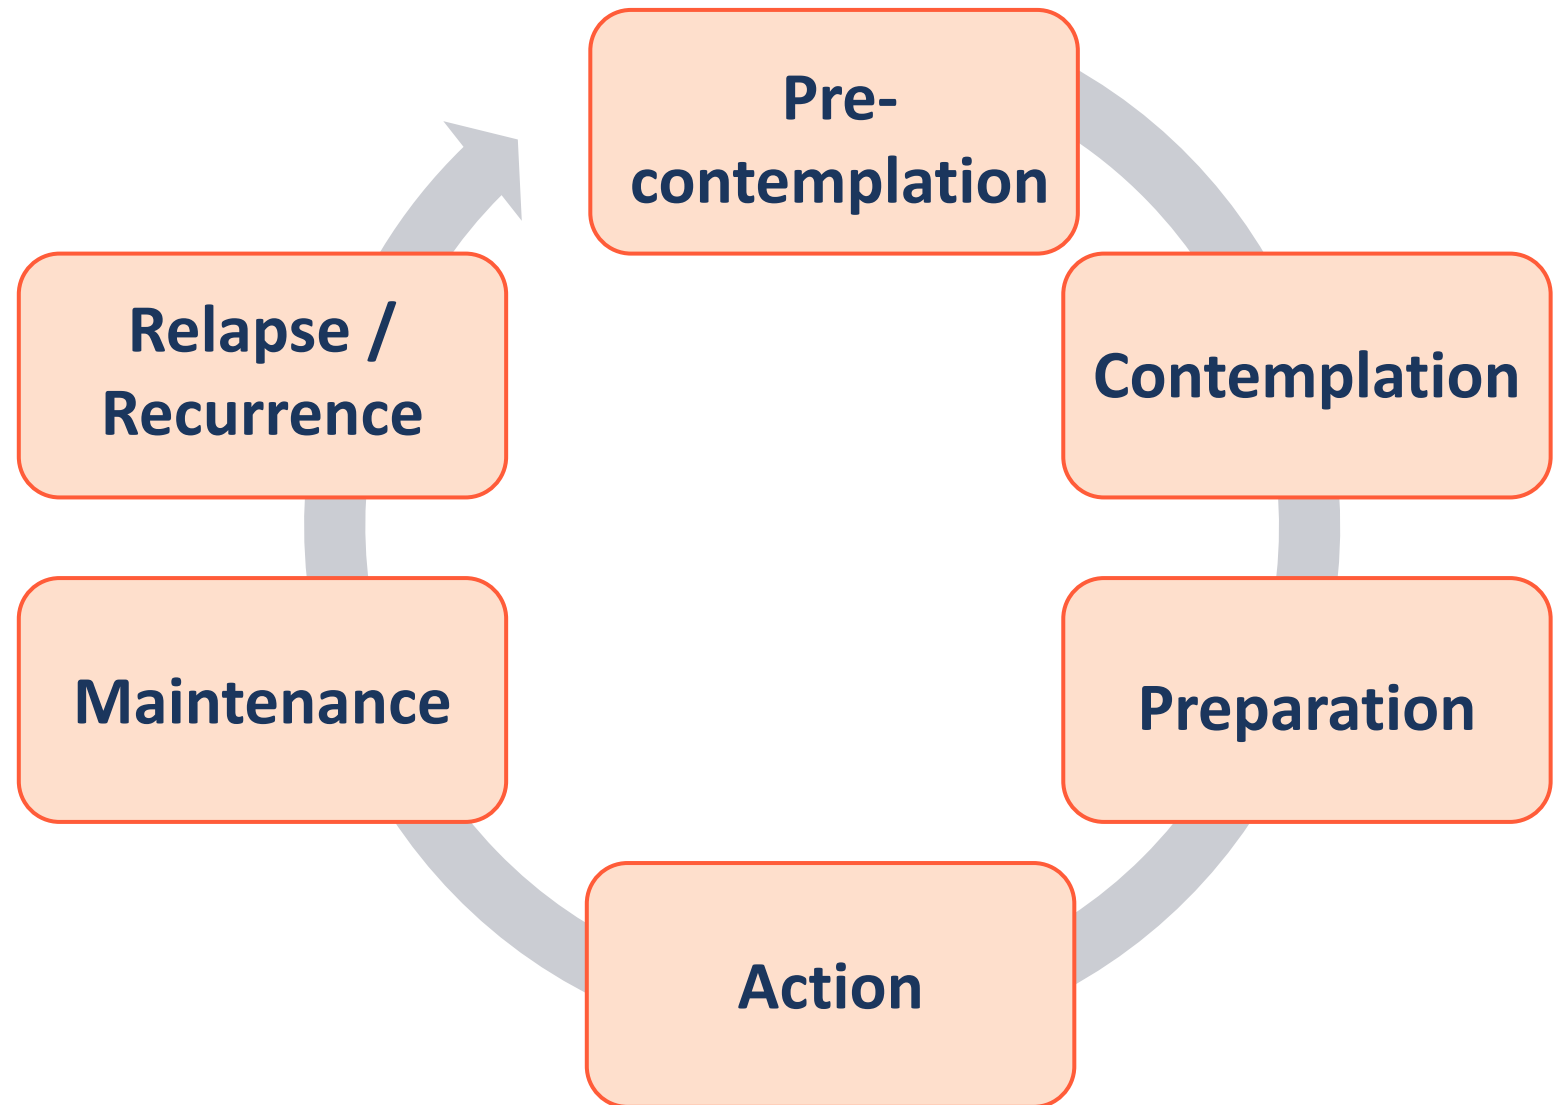 Pre-
contemplation
Contemplation
Preparation
Action
Maintenance
Relapse /
Recurrence